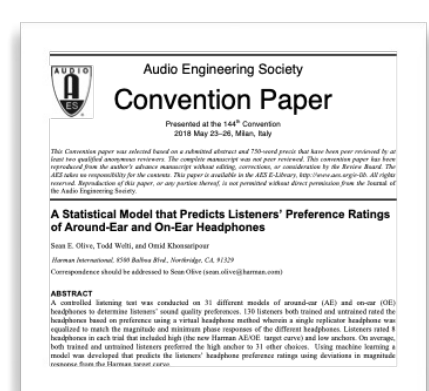 AUDIO
AES
Audio Engineering Society
Convention Paper
Presented at the 144th Convention
2018 May 23–26, Milan, Italy
This Convention paper was selected based on a submitted abstract and 750-word precis that have been peer reviewed by at
least two qualified anonymous reviewers. The complete manuscript was not peer reviewed. This convention paper has been
reproduced from the author's advance manuscript without editing, corrections, or consideration by the Review Board. The
AES takes no responsibility for the contents. This paper is available in the AES E-Library, http://www.aes.org/e-lib. All rights
reserved. Reproduction of this paper, or any portion thereof, is not permitted without direct permission from the Journal of
the Audio Engineering Society.
A Statistical Model that Predicts Listeners' Preference Ratings
of Around-Ear and On-Ear Headphones
Sean E. Olive, Todd Welti, and Omid Khonsaripour
Harman International, 8500 Balboa Blvd., Northridge, CA, 91329
Correspondence should be addressed to Sean Olive (sean.olive@harman.com)
ABSTRACT
A controlled listening test was conducted on 31 different models of around-ear (AE) and on-ear (OE)
headphones to determine listeners' sound quality preferences. 130 listeners both trained and untrained rated the
headphones based on preference using a virtual headphone method wherein a single replicator headphone was
equalized to match the magnitude and minimum phase responses of the different headphones. Listeners rated 8
headphones in each trial that included high (the new Harman AE/OE target curve) and low anchors. On average,
both trained and untrained listeners preferred the high anchor to 31 other choices. Using machine learning a
model was developed that predicts the listeners' headphone preference ratings using deviations in magnitude
response from the Harman target curve.